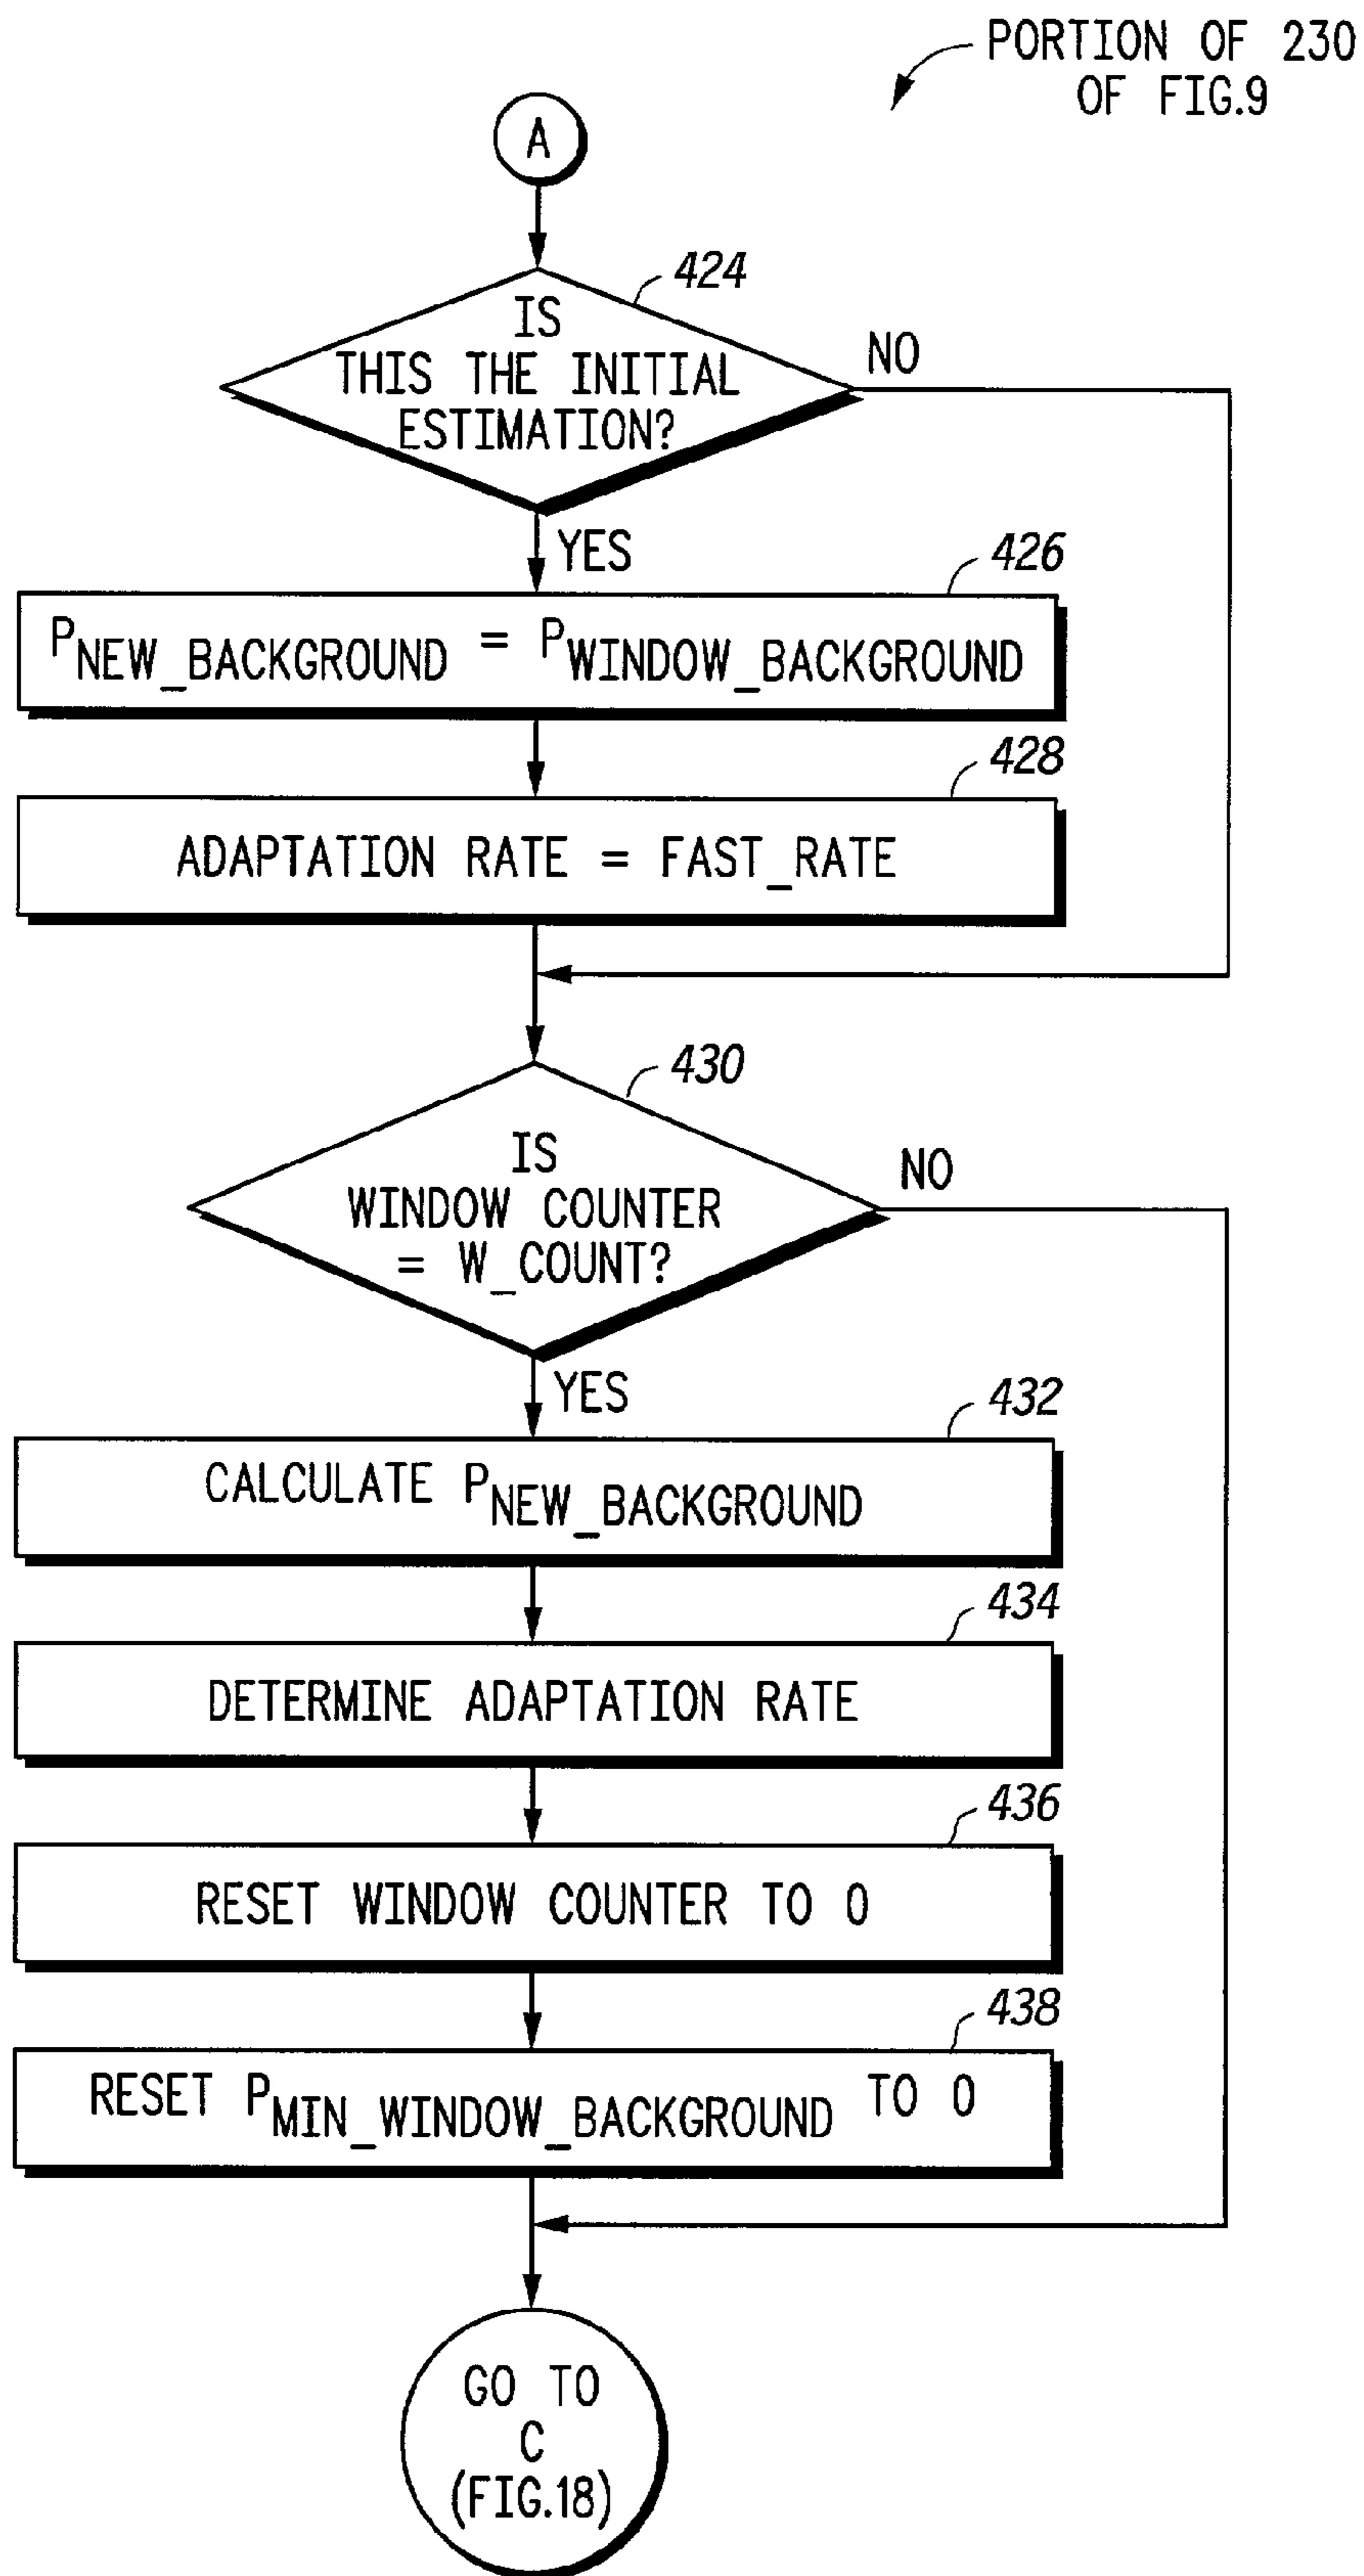 PORTION OF 230
OF FIG.9
A
424
IS
THIS THE INITIAL
ESTIMATION?
NO
YES
426
PNEW_BACKGROUND = PWINDOW_BACKGROUND
428
ADAPTATION RATE = FAST_RATE
430
IS
WINDOW COUNTER
= W_COUNT?
NO
YES
432
CALCULATE PNEW_BACKGROUND
434
DETERMINE ADAPTATION RATE
436
RESET WINDOW COUNTER TO 0
438
RESET PMIN_WINDOW_BACKGROUND TO 0
GO TO
C
(FIG.18)